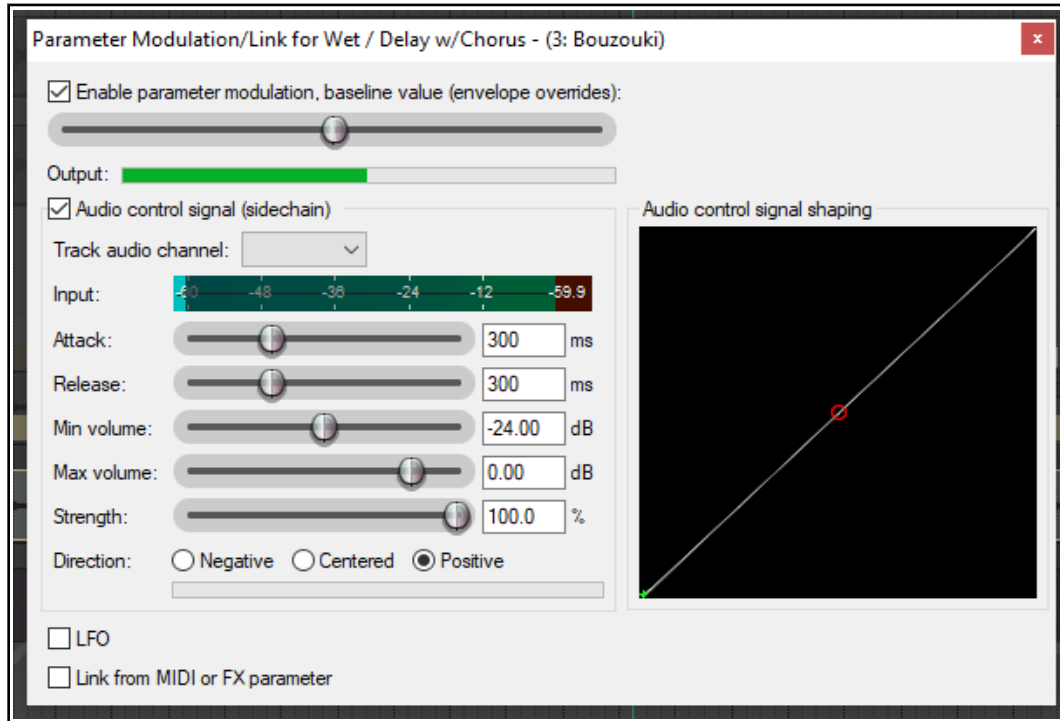 Parameter Modulation/Link for Wet / Delay w/Chorus - (3: Bouzouki)
x
Enable parameter modulation, baseline value (envelope overrides):
Output:
Audio control signal (sidechain)
Audio control signal shaping
Track audio channel:
Input: -60 -48 -36 -24 -12 -59.9
Attack: 300 ms
Release: 300 ms
Min volume: -24.00 dB
Max volume: 0.00 dB
Strength: 100.0 %
Direction: Negative Centered Positive
LFO
Link from MIDI or FX parameter